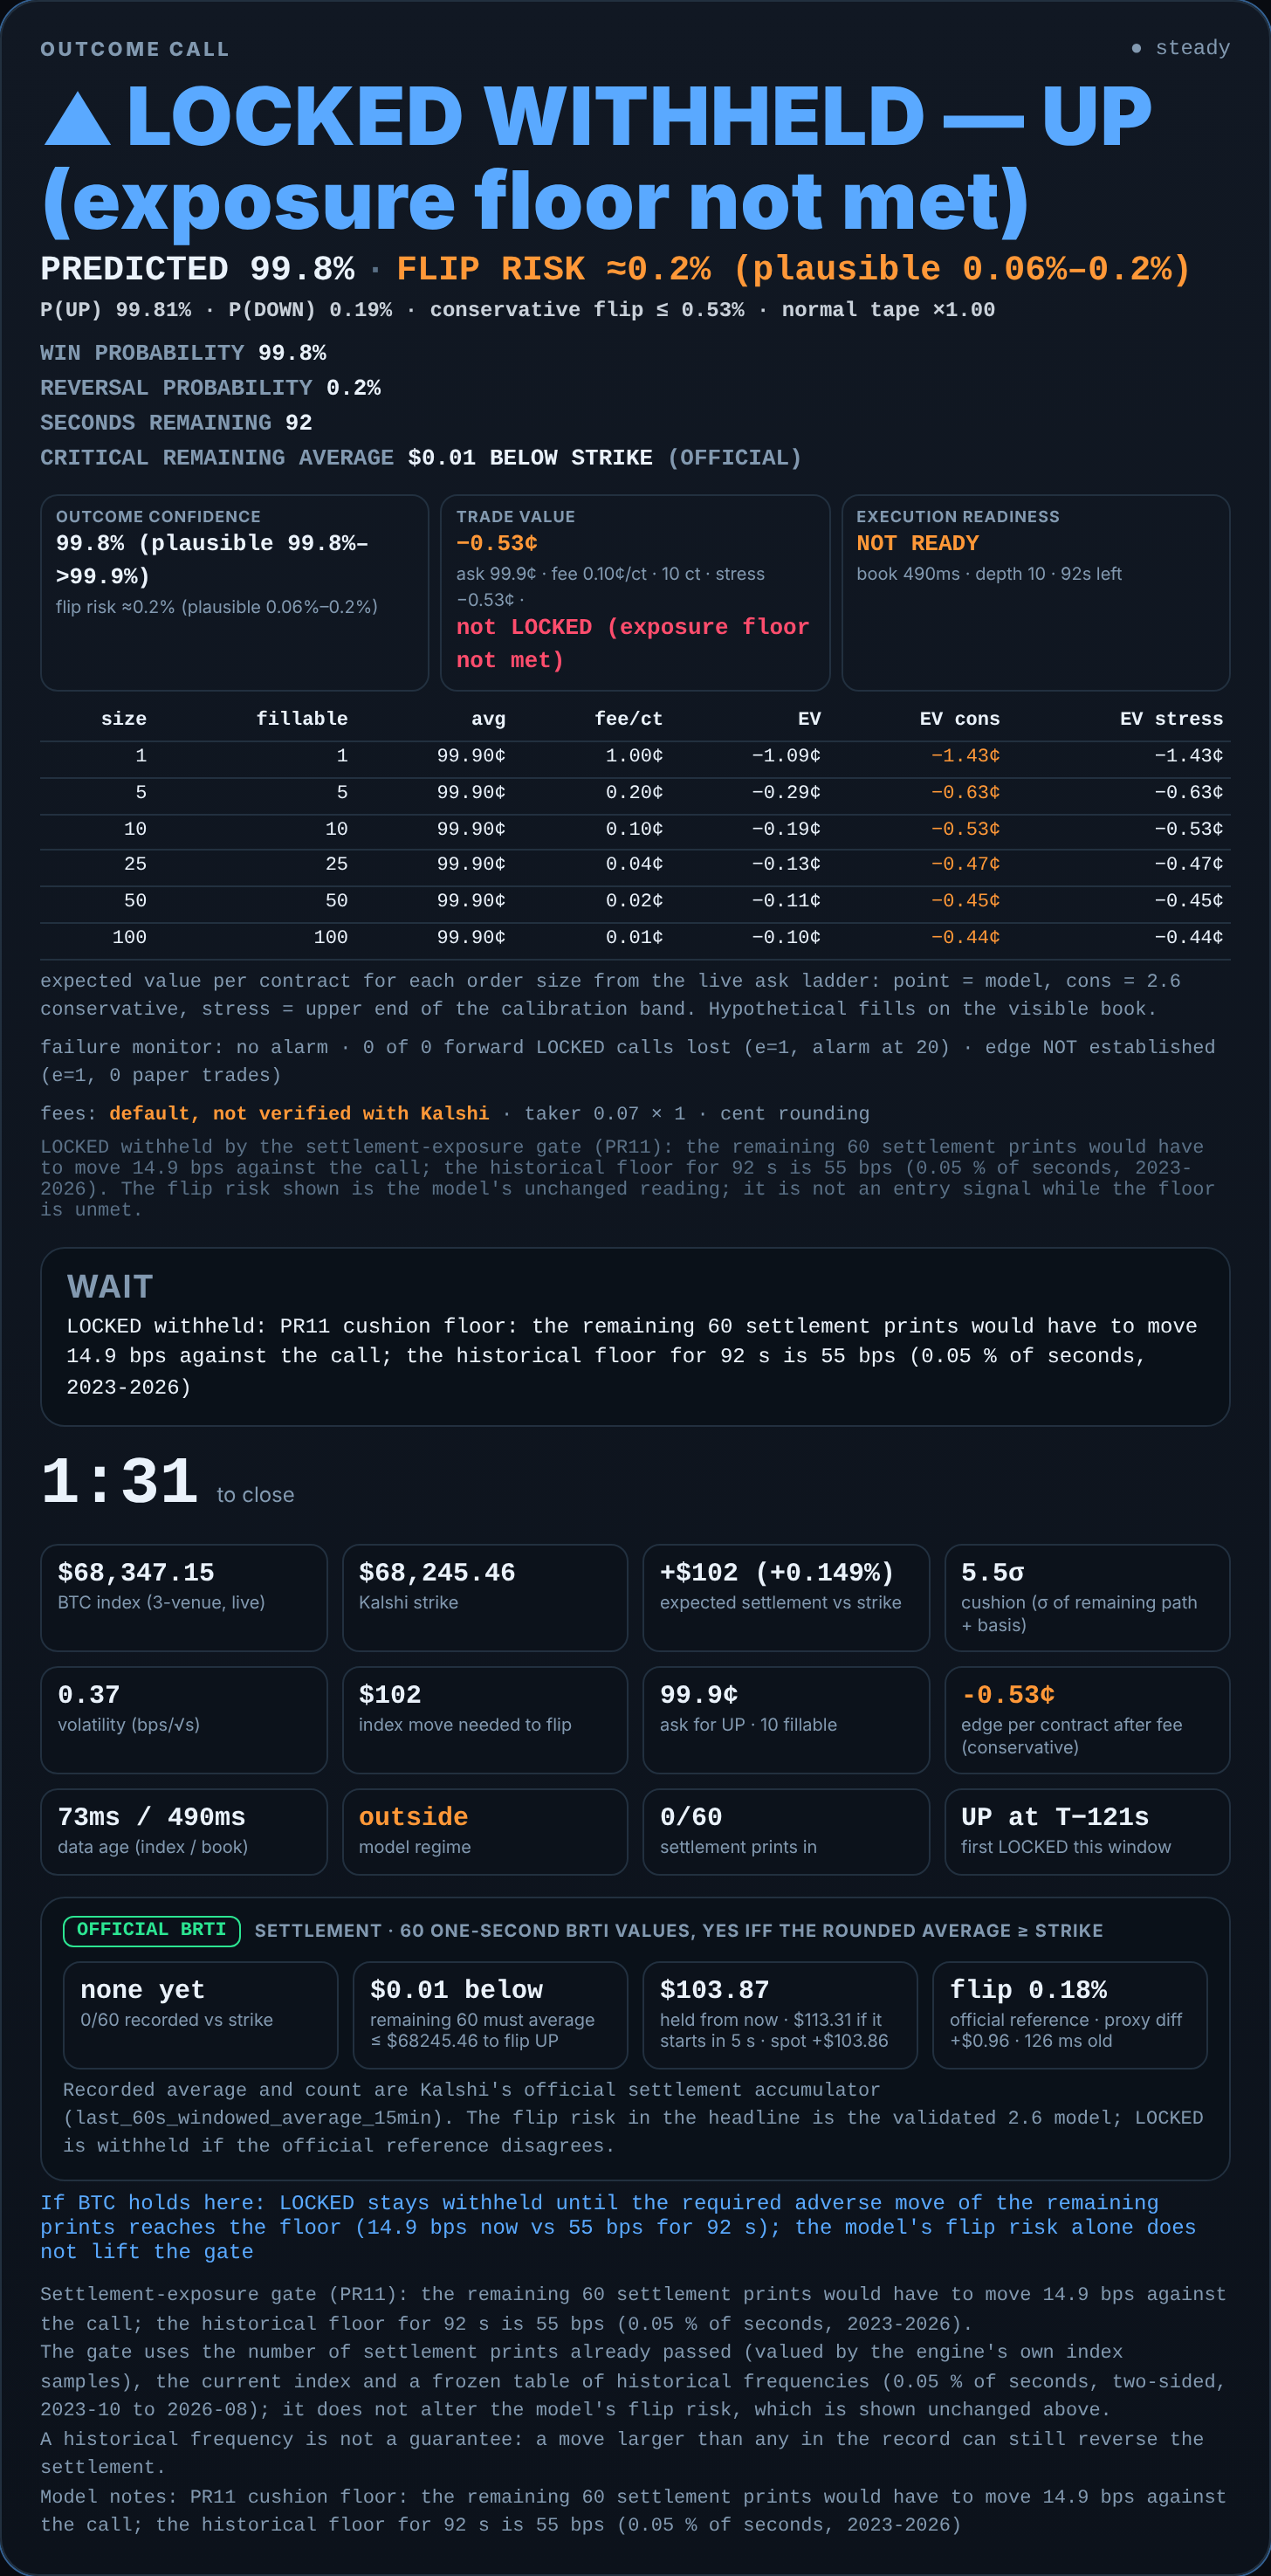 OUTCOME CALL
● steady
▲ LOCKED WITHHELD — UP
(exposure floor not met)
PREDICTED 99.8% · FLIP RISK ≈0.2% (plausible 0.06%–0.2%)
P(UP) 99.81% · P(DOWN) 0.19% · conservative flip ≤ 0.53% · normal tape ×1.00
WIN PROBABILITY 99.8%
REVERSAL PROBABILITY 0.2%
SECONDS REMAINING 92
CRITICAL REMAINING AVERAGE $0.01 BELOW STRIKE (OFFICIAL)
OUTCOME CONFIDENCE
99.8% (plausible 99.8%–
>99.9%)
flip risk ≈0.2% (plausible 0.06%–0.2%)
TRADE VALUE
−0.53¢
ask 99.9¢ · fee 0.10¢/ct · 10 ct · stress
−0.53¢ ·
not LOCKED (exposure floor
not met)
EXECUTION READINESS
NOT READY
book 490ms · depth 10 · 92s left
size fillable avg fee/ct EV EV cons EV stress
1 1 99.90¢ 1.00¢ −1.09¢ −1.43¢ −1.43¢
5 5 99.90¢ 0.20¢ −0.29¢ −0.63¢ −0.63¢
10 10 99.90¢ 0.10¢ −0.19¢ −0.53¢ −0.53¢
25 25 99.90¢ 0.04¢ −0.13¢ −0.47¢ −0.47¢
50 50 99.90¢ 0.02¢ −0.11¢ −0.45¢ −0.45¢
100 100 99.90¢ 0.01¢ −0.10¢ −0.44¢ −0.44¢
expected value per contract for each order size from the live ask ladder: point = model, cons = 2.6
conservative, stress = upper end of the calibration band. Hypothetical fills on the visible book.
failure monitor: no alarm · 0 of 0 forward LOCKED calls lost (e=1, alarm at 20) · edge NOT established
(e=1, 0 paper trades)
fees: default, not verified with Kalshi · taker 0.07 × 1 · cent rounding
LOCKED withheld by the settlement-exposure gate (PR11): the remaining 60 settlement prints would have
to move 14.9 bps against the call; the historical floor for 92 s is 55 bps (0.05 % of seconds, 2023-
2026). The flip risk shown is the model's unchanged reading; it is not an entry signal while the floor
is unmet.
WAIT
LOCKED withheld: PR11 cushion floor: the remaining 60 settlement prints would have to move
14.9 bps against the call; the historical floor for 92 s is 55 bps (0.05 % of seconds,
2023-2026)
1:31 to close
$68,347.15
BTC index (3-venue, live)
$68,245.46
Kalshi strike
+$102 (+0.149%)
expected settlement vs strike
5.5σ
cushion (σ of remaining path
+ basis)
0.37
volatility (bps/√s)
$102
index move needed to flip
99.9¢
ask for UP · 10 fillable
-0.53¢
edge per contract after fee
(conservative)
73ms / 490ms
data age (index / book)
outside
model regime
0/60
settlement prints in
UP at T−121s
first LOCKED this window
OFFICIAL BRTI SETTLEMENT · 60 ONE-SECOND BRTI VALUES, YES IFF THE ROUNDED AVERAGE ≥ STRIKE
none yet
0/60 recorded vs strike
$0.01 below
remaining 60 must average
≤ $68245.46 to flip UP
$103.87
held from now · $113.31 if it
starts in 5 s · spot +$103.86
flip 0.18%
official reference · proxy diff
+$0.96 · 126 ms old
Recorded average and count are Kalshi's official settlement accumulator
(last_60s_windowed_average_15min). The flip risk in the headline is the validated 2.6 model; LOCKED
is withheld if the official reference disagrees.
If BTC holds here: LOCKED stays withheld until the required adverse move of the remaining
prints reaches the floor (14.9 bps now vs 55 bps for 92 s); the model's flip risk alone does
not lift the gate
Settlement-exposure gate (PR11): the remaining 60 settlement prints would have to move 14.9 bps against
the call; the historical floor for 92 s is 55 bps (0.05 % of seconds, 2023-2026).
The gate uses the number of settlement prints already passed (valued by the engine's own index
samples), the current index and a frozen table of historical frequencies (0.05 % of seconds, two-sided,
2023-10 to 2026-08); it does not alter the model's flip risk, which is shown unchanged above.
A historical frequency is not a guarantee: a move larger than any in the record can still reverse the
settlement.
Model notes: PR11 cushion floor: the remaining 60 settlement prints would have to move 14.9 bps against
the call; the historical floor for 92 s is 55 bps (0.05 % of seconds, 2023-2026)